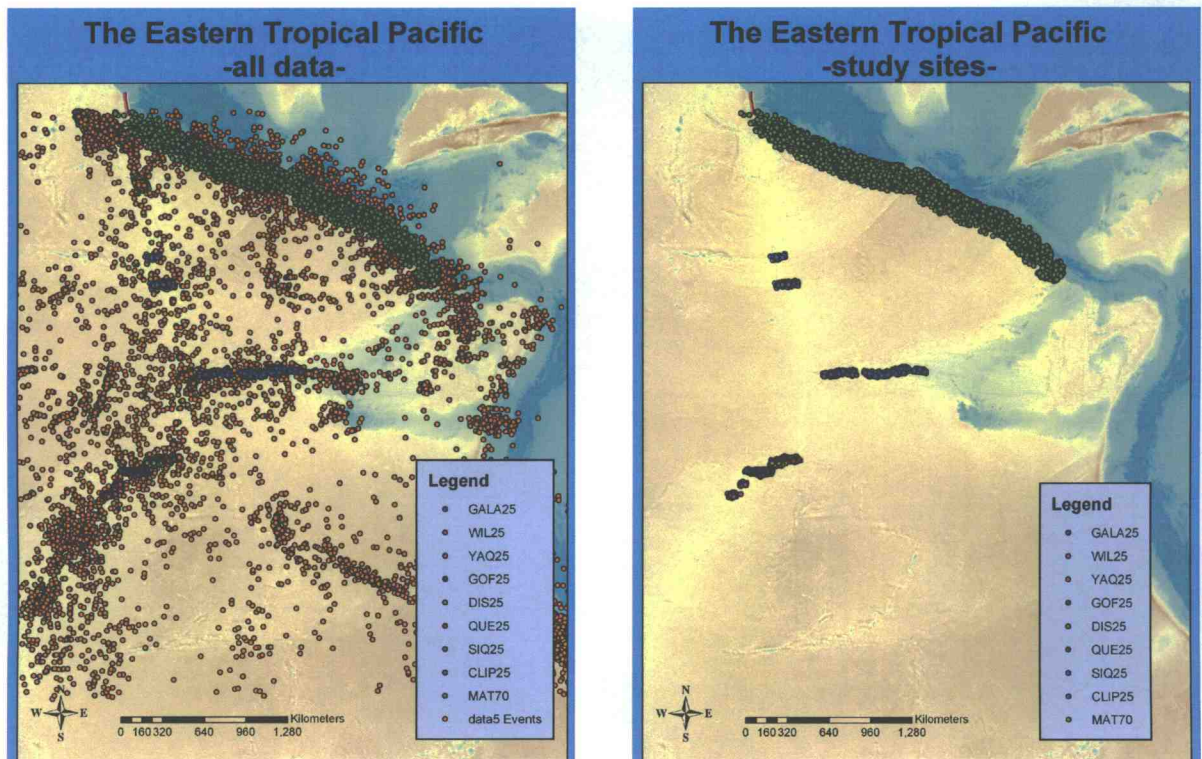 The Eastern Tropical Pacific
-all data-
Legend
GALA25
WIL25
YAQ25
GOF25
DIS25
QUE25
SIQ25
CLIP25
MAT70
data5 Events
N
W E
S
Kilometers
0 160 320 640 960 1,280
The Eastern Tropical Pacific
-study sites-
Legend
GALA25
WIL25
YAQ25
GOF25
DIS25
QUE25
SIQ25
CLIP25
MAT70
N
W E
S
Kilometers
0 160 320 640 960 1,280